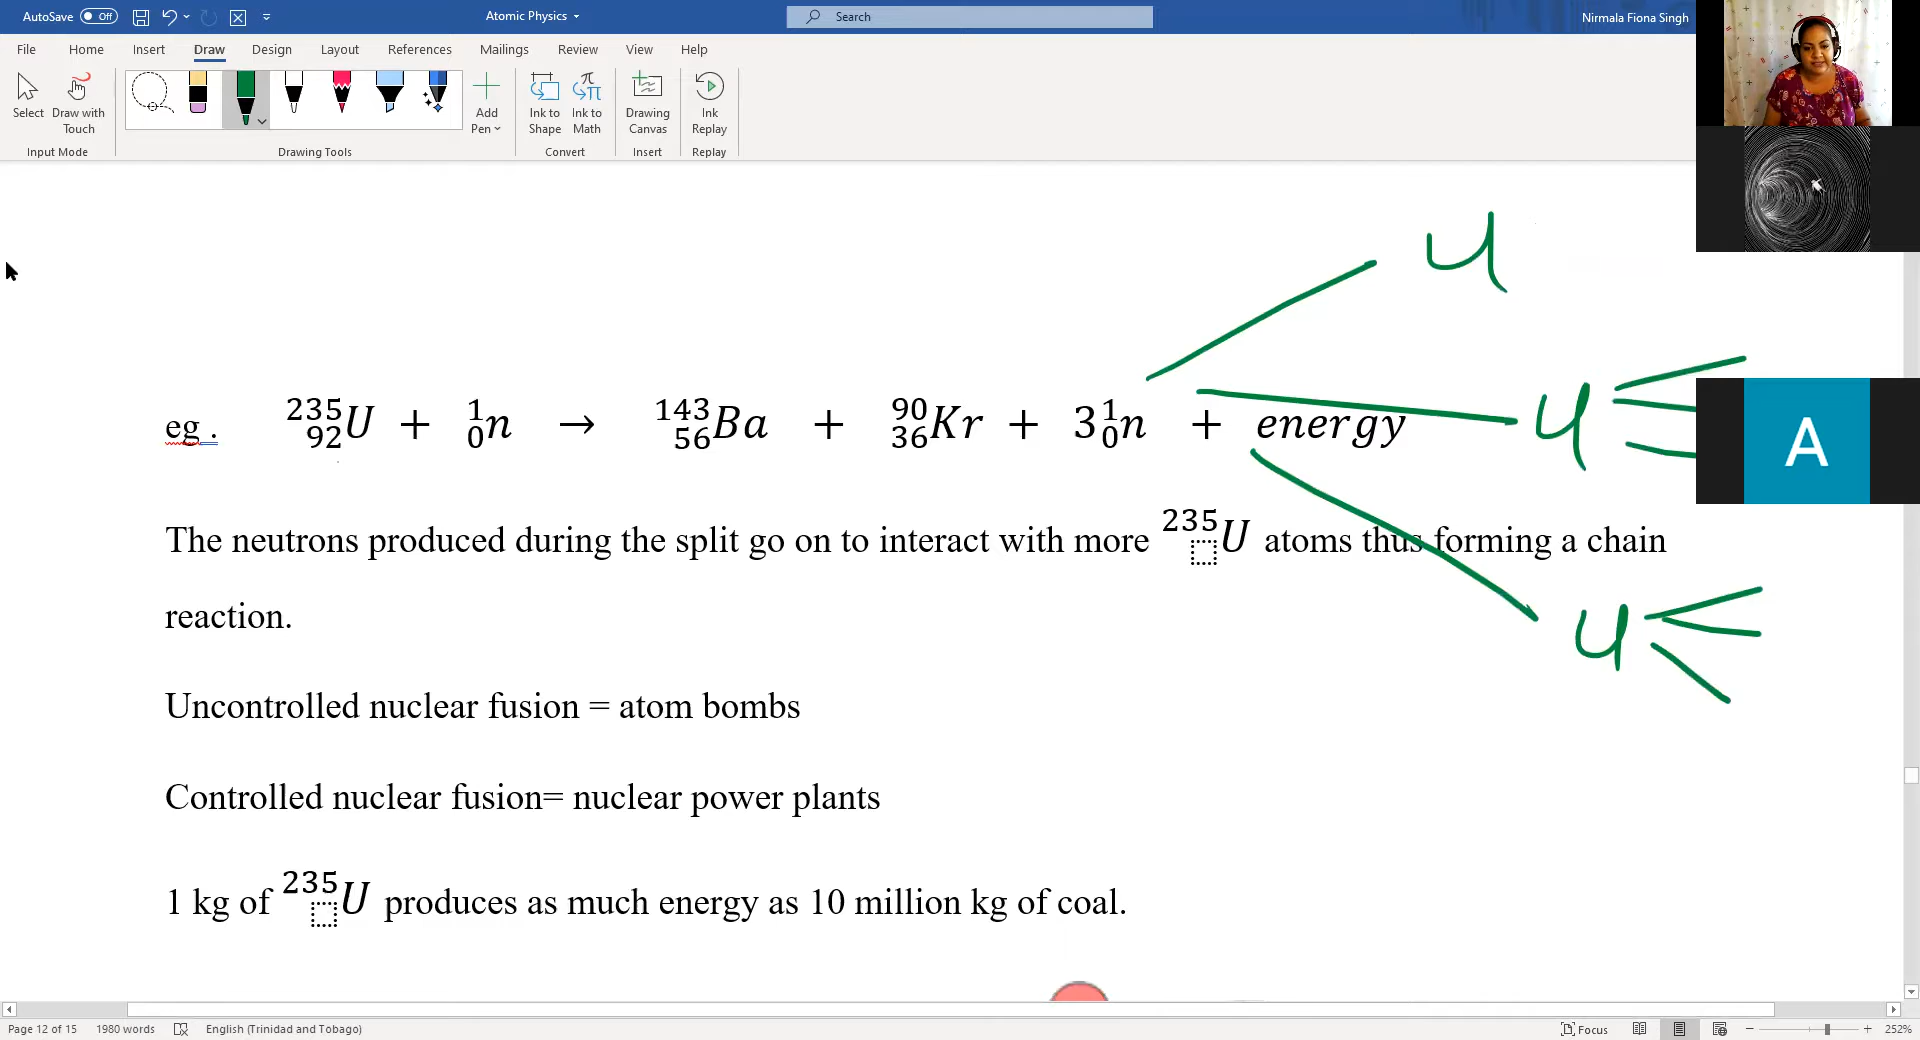 AutoSave Off Atomic Physics Search Nirmala Fiona Singh
File Home Insert Draw Design Layout References Mailings Review View Help
Select Draw with Touch Add Pen Ink to Shape Ink to Math Drawing Canvas Ink Replay
Input Mode Drawing Tools Convert Insert Replay
U
eg . ²³⁵₉₂U + ¹₀n → ¹⁴³₅₆Ba + ⁹⁰₃₆Kr + 3¹₀n + energy U
A
The neutrons produced during the split go on to interact with more ²³⁵U atoms thus forming a chain
reaction.
U
Uncontrolled nuclear fusion = atom bombs
Controlled nuclear fusion= nuclear power plants
1 kg of ²³⁵U produces as much energy as 10 million kg of coal.
Page 12 of 15 1980 words English (Trinidad and Tobago) Focus 252%